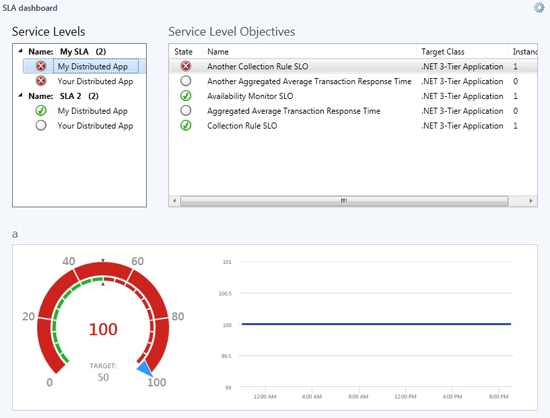 SLA dashboard
Service Levels
Name: My SLA (2)
My Distributed App
Your Distributed App
Name: SLA 2 (2)
My Distributed App
Your Distributed App
Service Level Objectives
State Name Target Class Instanc
Another Collection Rule SLO .NET 3-Tier Application 1
Another Aggregated Average Transaction Response Time .NET 3-Tier Application 0
Availability Monitor SLO .NET 3-Tier Application 1
Aggregated Average Transaction Response Time .NET 3-Tier Application 0
Collection Rule SLO .NET 3-Tier Application 1
a
0
20
40
60
80
100
100
TARGET:
50
101
100.5
100
99.5
99
12:00 AM 4:00 AM 8:00 AM 12:00 PM 4:00 PM 8:00 PM